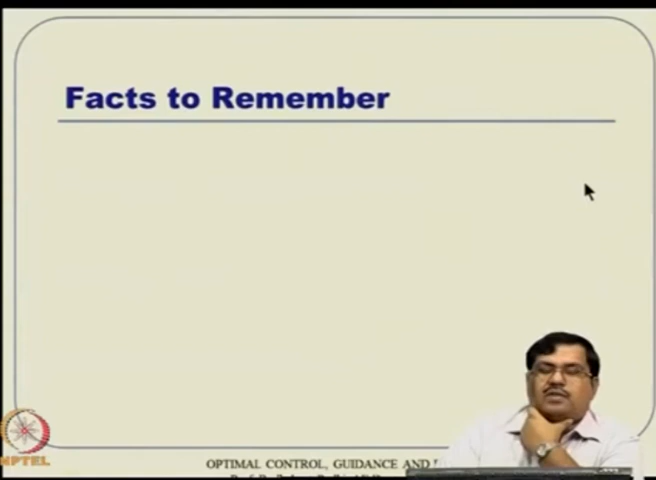 Facts to Remember
NPTEL
OPTIMAL CONTROL, GUIDANCE AND